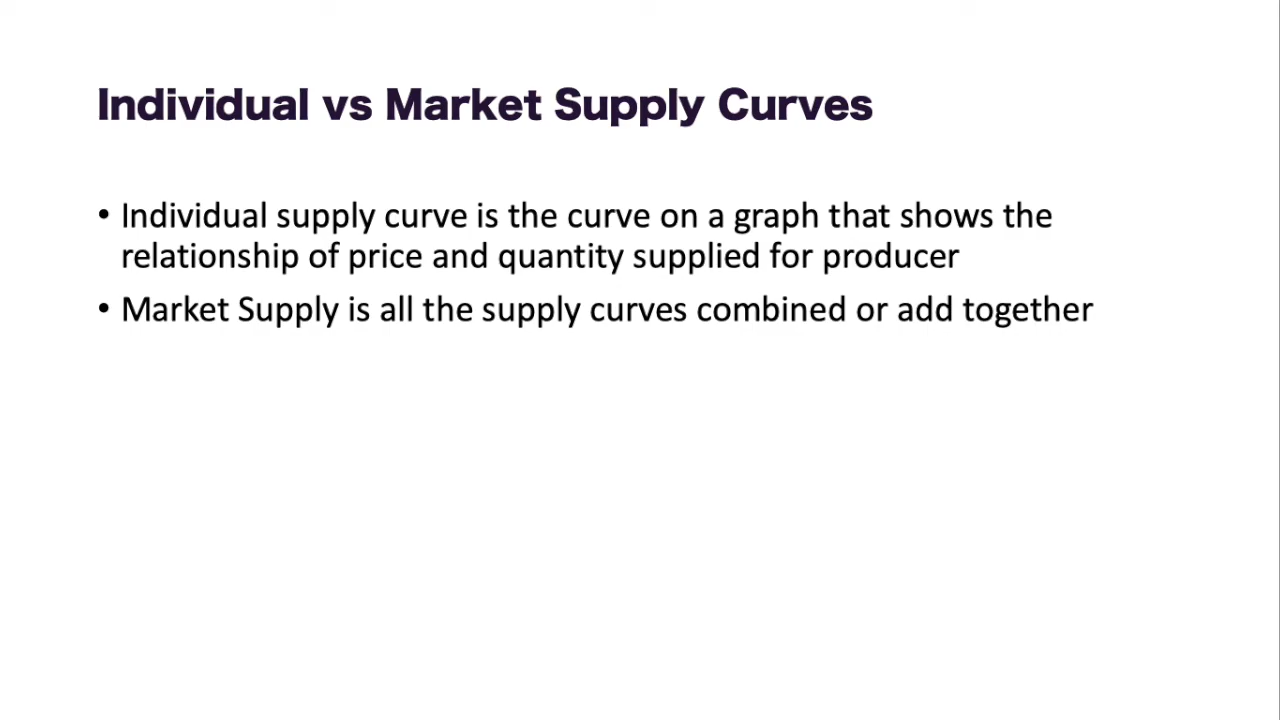 Individual vs Market Supply Curves
• Individual supply curve is the curve on a graph that shows the
relationship of price and quantity supplied for producer
• Market Supply is all the supply curves combined or add together